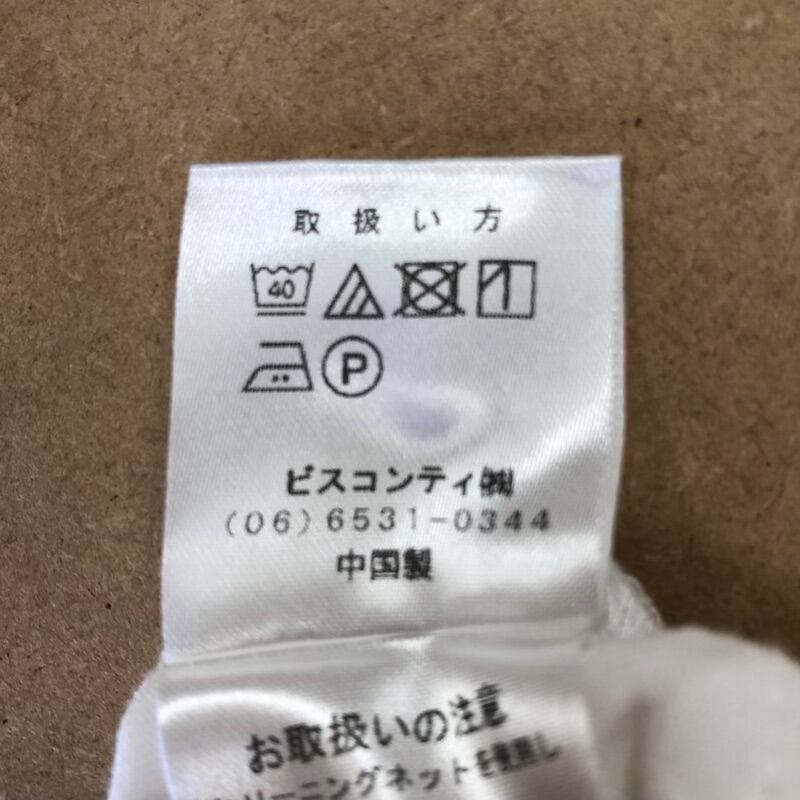 取扱い方
40
P
ビスコンティ㈱
(06)6531-0344
中国製
お取扱いの注意
リーニングネットを使用し